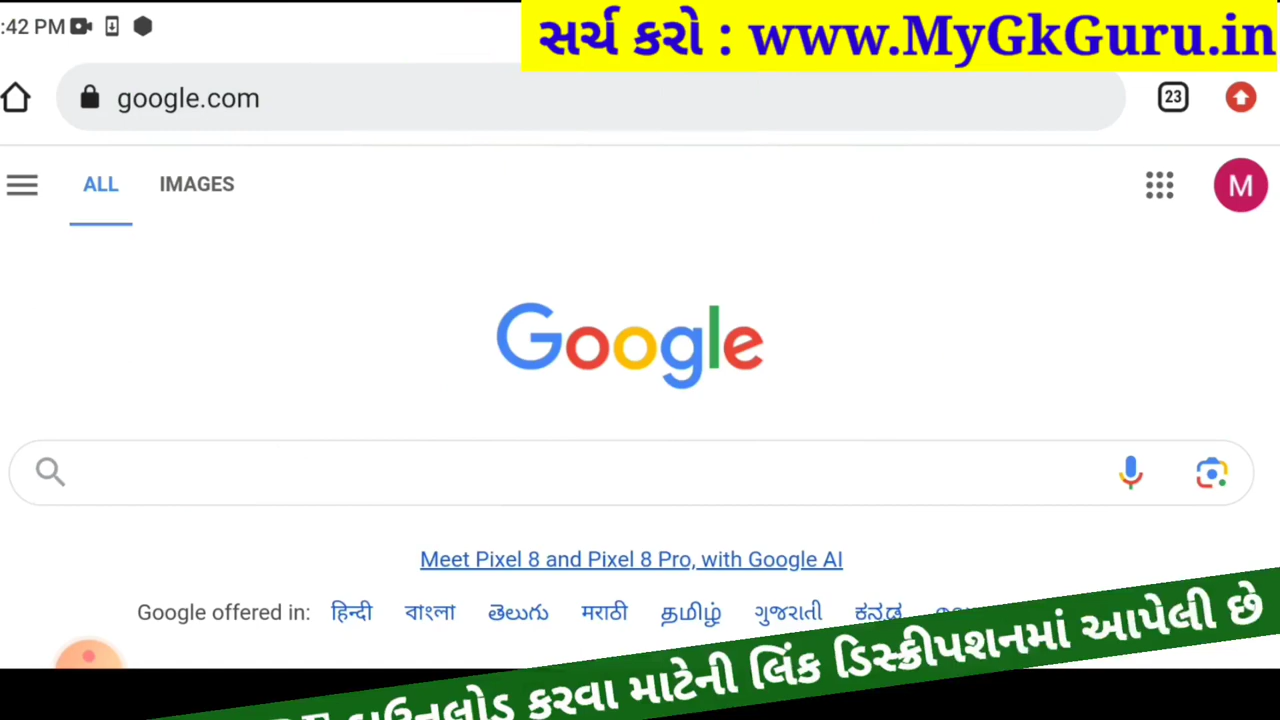 :42 PM
સર્ચ કરો : www.MyGkGuru.in
google.com
23
ALL IMAGES
M
Google
Meet Pixel 8 and Pixel 8 Pro, with Google AI
Google offered in: हिन्दी বাংলা తెలుగు मराठी தமிழ் ગુજરાતી ಕನ್ನಡ
ડાઉનલોડ કરવા માટેની લિંક ડિસ્ક્રીપશનમાં આપેલી છે